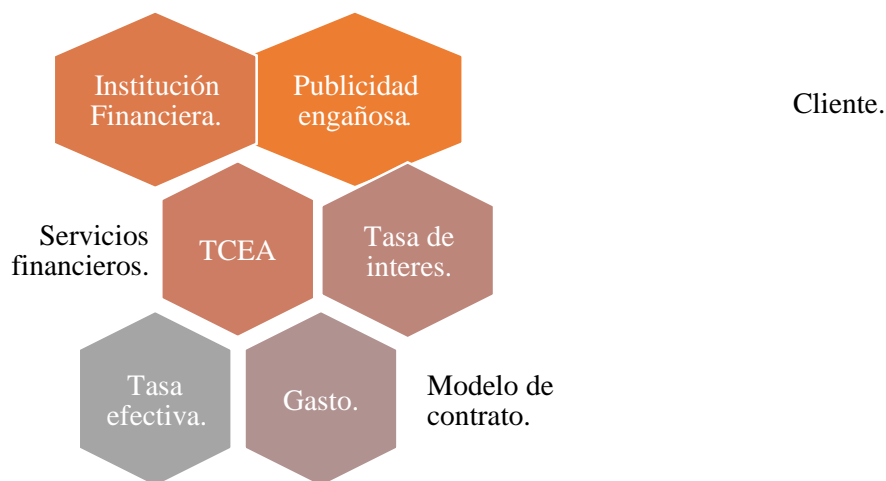 Institución
Financiera.
Publicidad
engañosa.
Cliente.
Servicios
financieros.
TCEA
Tasa de
interes.
Tasa
efectiva.
Gasto.
Modelo de
contrato.